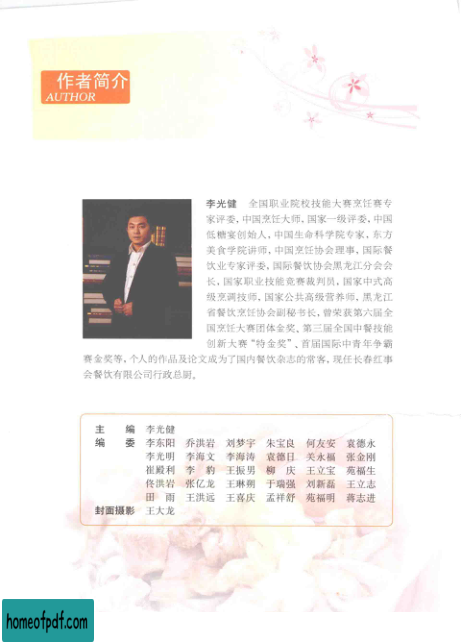 作者简介
AUTHOR
李光健 全国职业院校技能大赛烹饪赛专
家评委,中国烹饪大师,国家一级评委,中国
低糖宴创始人,中国生命科学院专家,东方
美食学院讲师,中国烹饪协会理事,国际餐
饮业专家评委,国际餐饮协会黑龙江分会会
长,国家职业技能竞赛裁判员,国家中式高
级烹调技师,国家公共高级营养师,黑龙江
省餐饮烹饪协会副秘书长,曾荣获第六届全
国烹饪大赛团体金奖、第三届全国中餐技能
创新大赛“特金奖”、首届国际中青年争霸
赛金奖等,个人的作品及论文成为了国内餐饮杂志的常客,现任长春红事
会餐饮有限公司行政总厨。
主 编 李光健
编 委 李东阳 乔洪岩 刘梦宇 朱宝良 何友安 袁德永
李光明 李海文 李海涛 袁德日 关永福 张金刚
崔殿利 李 豹 王振男 柳 庆 王立宝 苑福生
佟洪岩 张亿龙 王琳朔 于瑞强 刘新磊 王立志
田 雨 王洪远 王喜庆 孟祥舒 苑福明 蒋志进
封面摄影 王大龙
homeofpdf.com